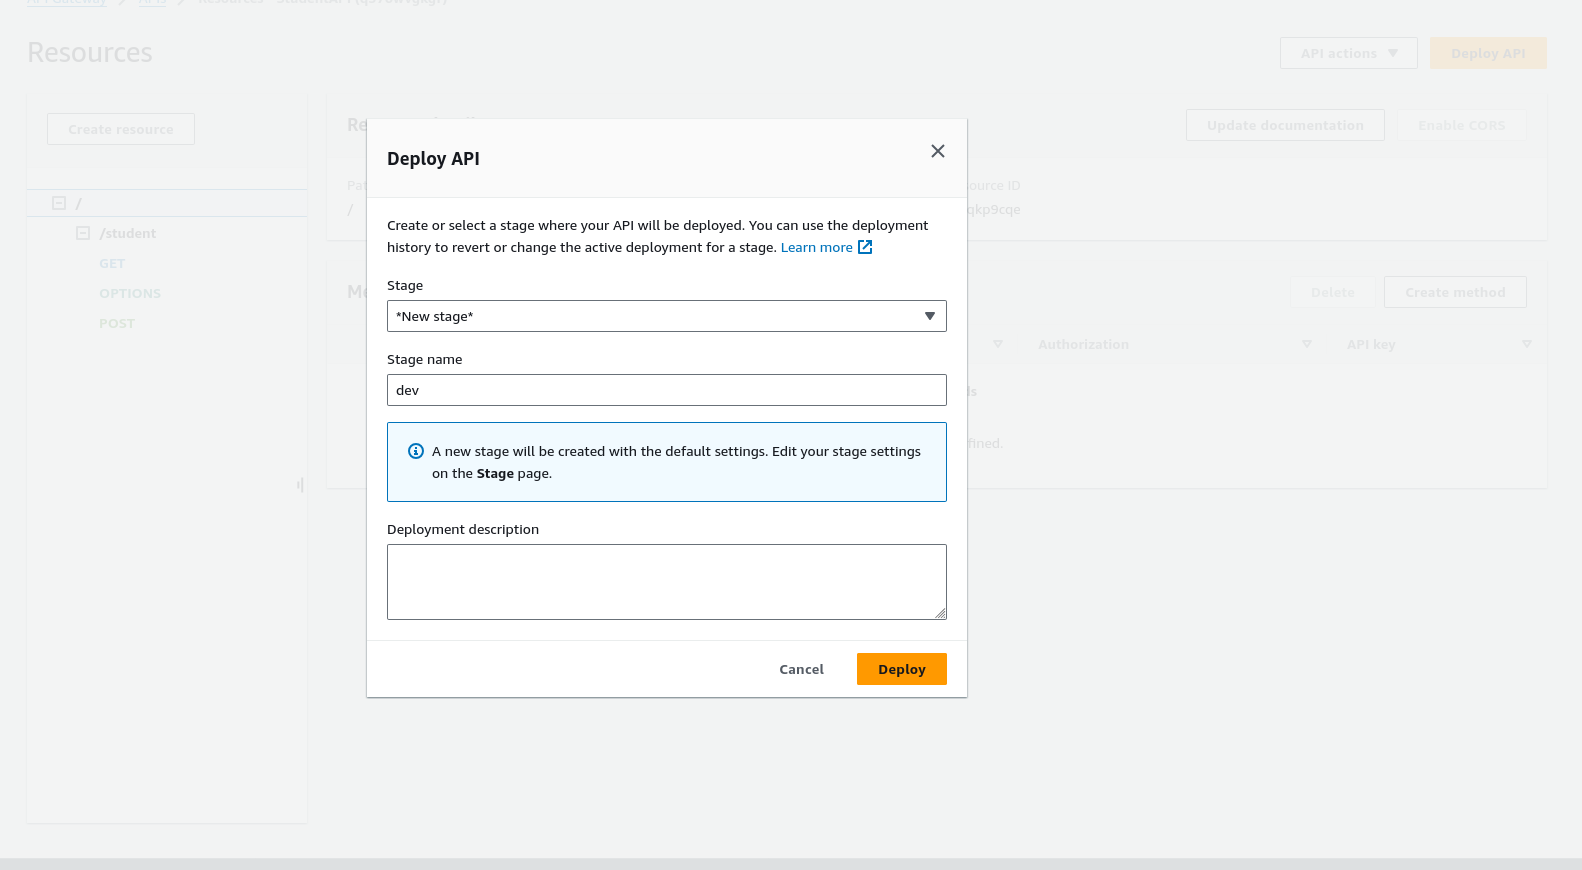 Resources
API actions
Deploy API
Create resource
/
/student
GET
OPTIONS
POST
Update documentation
Enable CORS
/
ource ID
qkp9cqe
Delete
Create method
Authorization
API key
fined.
Deploy API
Create or select a stage where your API will be deployed. You can use the deployment
history to revert or change the active deployment for a stage. Learn more
Stage
*New stage*
Stage name
dev
A new stage will be created with the default settings. Edit your stage settings
on the Stage page.
Deployment description
Cancel
Deploy